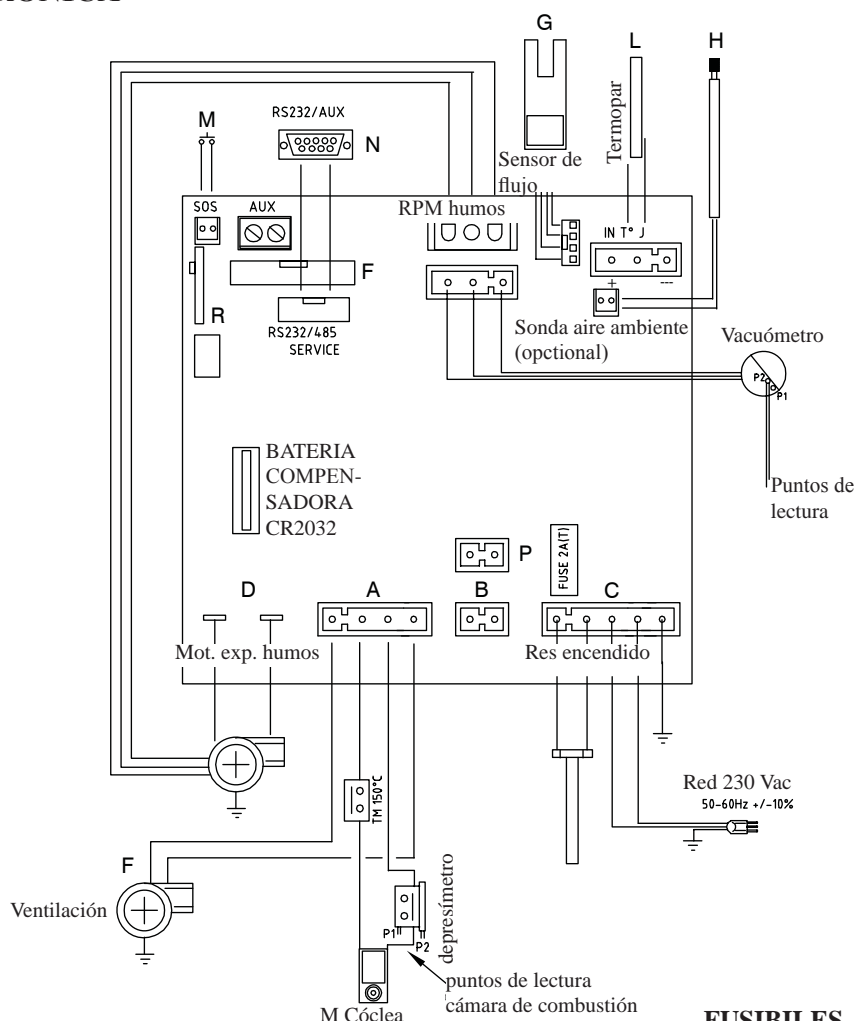 G
L
H
M
RS232/AUX
N
Termopar
Sensor de
flujo
SOS
AUX
RPM humos
IN T° J
F
+
---
R
RS232/485
SERVICE
Sonda aire ambiente
(opctional)
Vacuómetro
P2
P1
BATERIA
COMPEN-
SADORA
CR2032
Puntos de
lectura
P
FUSE 2A(T)
D
A
B
C
Mot. exp. humos
Res encendido
TM 150°C
Red 230 Vac
50-60Hz +/-10%
F
Ventilación
depresímetro
P1
P2
puntos de lectura
cámara de combustión
M Cóclea